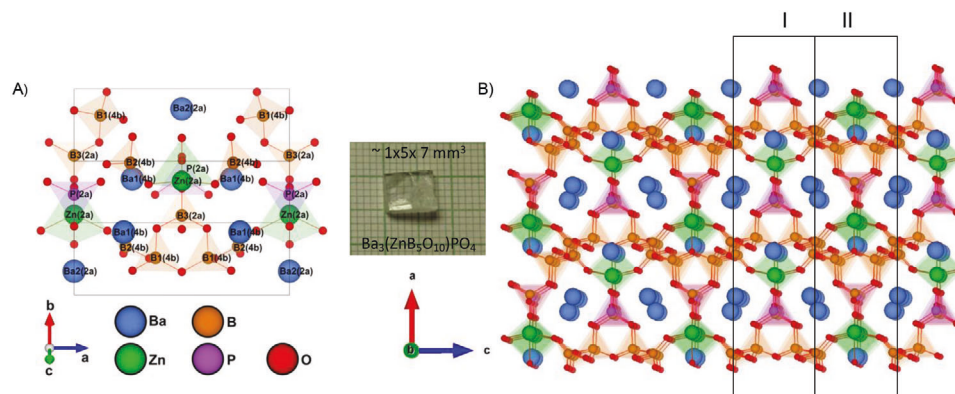 I II
A)
B)
Ba2(2a)
B1(4b) B1(4b)
B3(2a) B3(2a)
B2(4b) P(2a) B2(4b)
Ba1(4b) Zn(2a) Ba1(4b)
P(2a) P(2a)
Zn(2a) B3(2a) Zn(2a)
Ba1(4b) Ba1(4b)
B2(4b) B2(4b)
B1(4b) B1(4b)
Ba2(2a) Ba2(2a)
~ 1x5x 7 mm³
Ba₃(ZnB₅O₁₀)PO₄
b
a
c
Ba B
Zn P O
a
b c